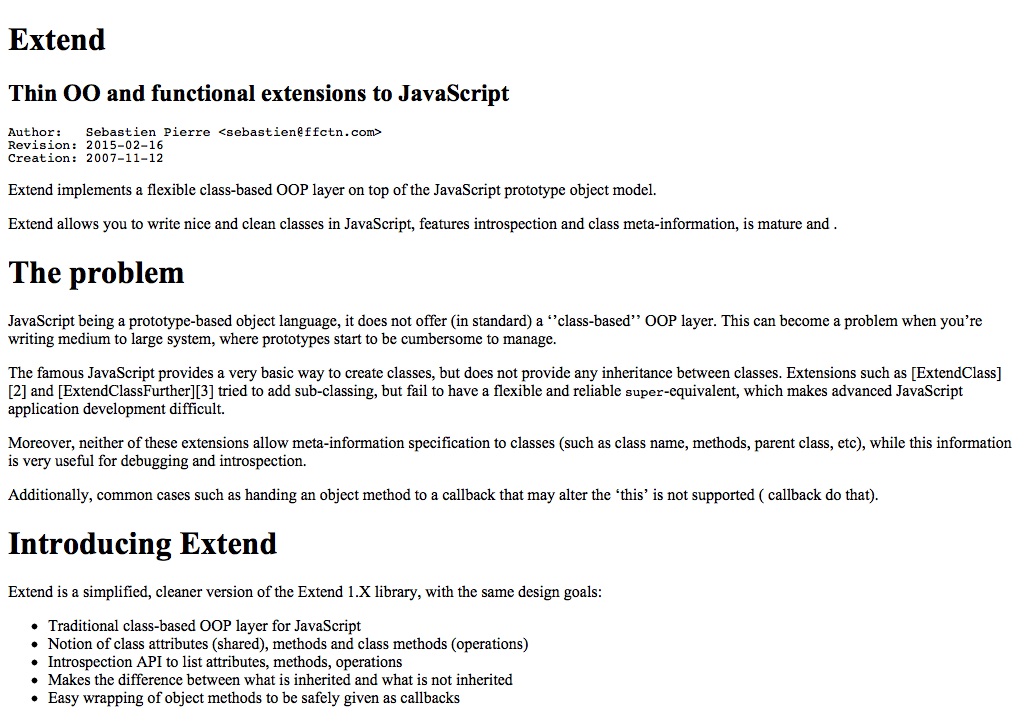 Extend
Thin OO and functional extensions to JavaScript
Author:   Sebastien Pierre <sebastien@ffctn.com>
Revision: 2015-02-16
Creation: 2007-11-12
Extend implements a flexible class-based OOP layer on top of the JavaScript prototype object model.
Extend allows you to write nice and clean classes in JavaScript, features introspection and class meta-information, is mature and .
The problem
JavaScript being a prototype-based object language, it does not offer (in standard) a ‘’class-based’’ OOP layer. This can become a problem when you’re
writing medium to large system, where prototypes start to be cumbersome to manage.
The famous JavaScript provides a very basic way to create classes, but does not provide any inheritance between classes. Extensions such as [ExtendClass]
[2] and [ExtendClassFurther][3] tried to add sub-classing, but fail to have a flexible and reliable super-equivalent, which makes advanced JavaScript
application development difficult.
Moreover, neither of these extensions allow meta-information specification to classes (such as class name, methods, parent class, etc), while this information
is very useful for debugging and introspection.
Additionally, common cases such as handing an object method to a callback that may alter the ‘this’ is not supported ( callback do that).
Introducing Extend
Extend is a simplified, cleaner version of the Extend 1.X library, with the same design goals:
• Traditional class-based OOP layer for JavaScript
• Notion of class attributes (shared), methods and class methods (operations)
• Introspection API to list attributes, methods, operations
• Makes the difference between what is inherited and what is not inherited
• Easy wrapping of object methods to be safely given as callbacks